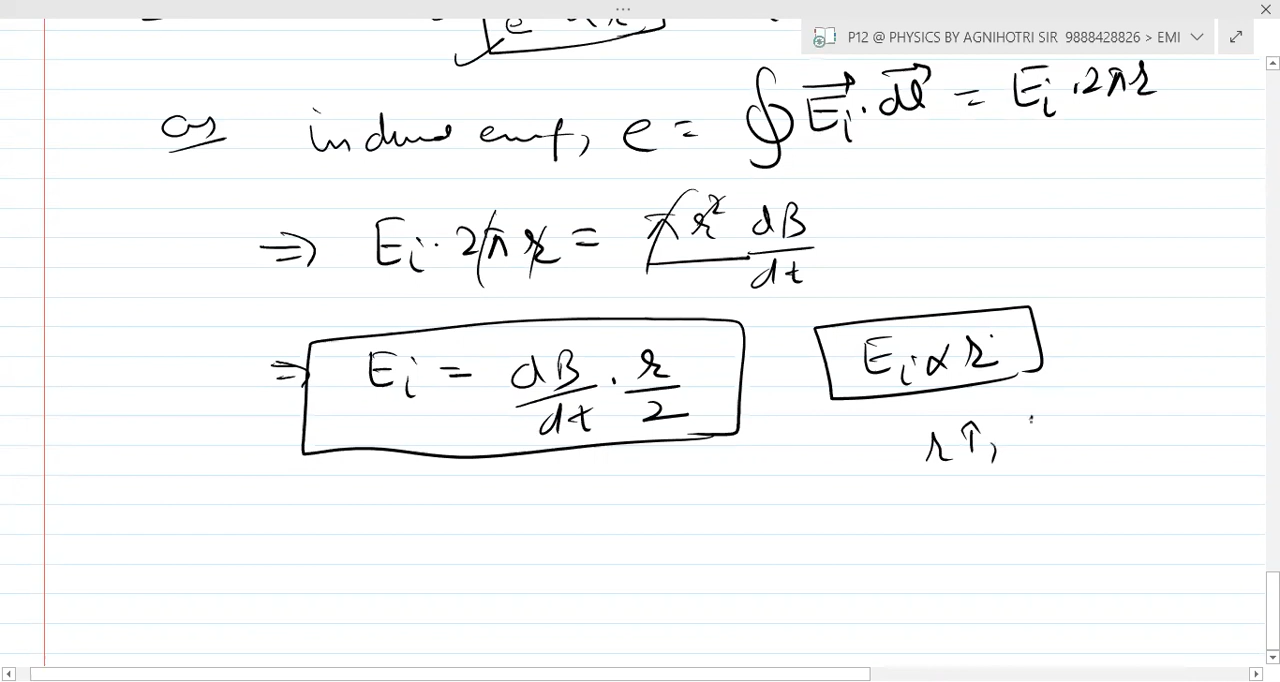 P12 @ PHYSICS BY AGNIHOTRI SIR 9888428826 > EMI
as induce emf, e = ∮ E⃗i · dl⃗ = Ei · 2πr
⇒ Ei · 2πr = πr² dB/dt
⇒ Ei = dB/dt · r/2
Ei ∝ r
r↑,